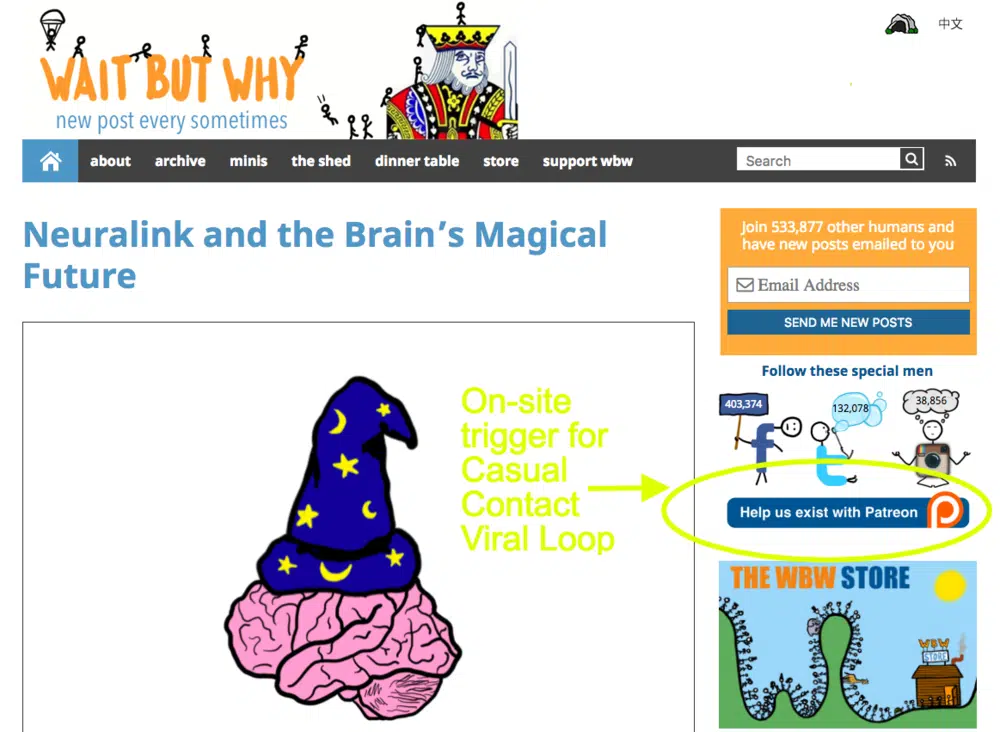 中文
WAIT BUT WHY
new post every sometimes
about archive minis the shed dinner table store support wbw
Search
Neuralink and the Brain's Magical
Future
Join 533,877 other humans and
have new posts emailed to you
Email Address
SEND ME NEW POSTS
Follow these special men
403,374
132,078
38,856
On-site
trigger for
Casual
Contact
Viral Loop
Help us exist with Patreon
THE WBW STORE
WBW
STORE